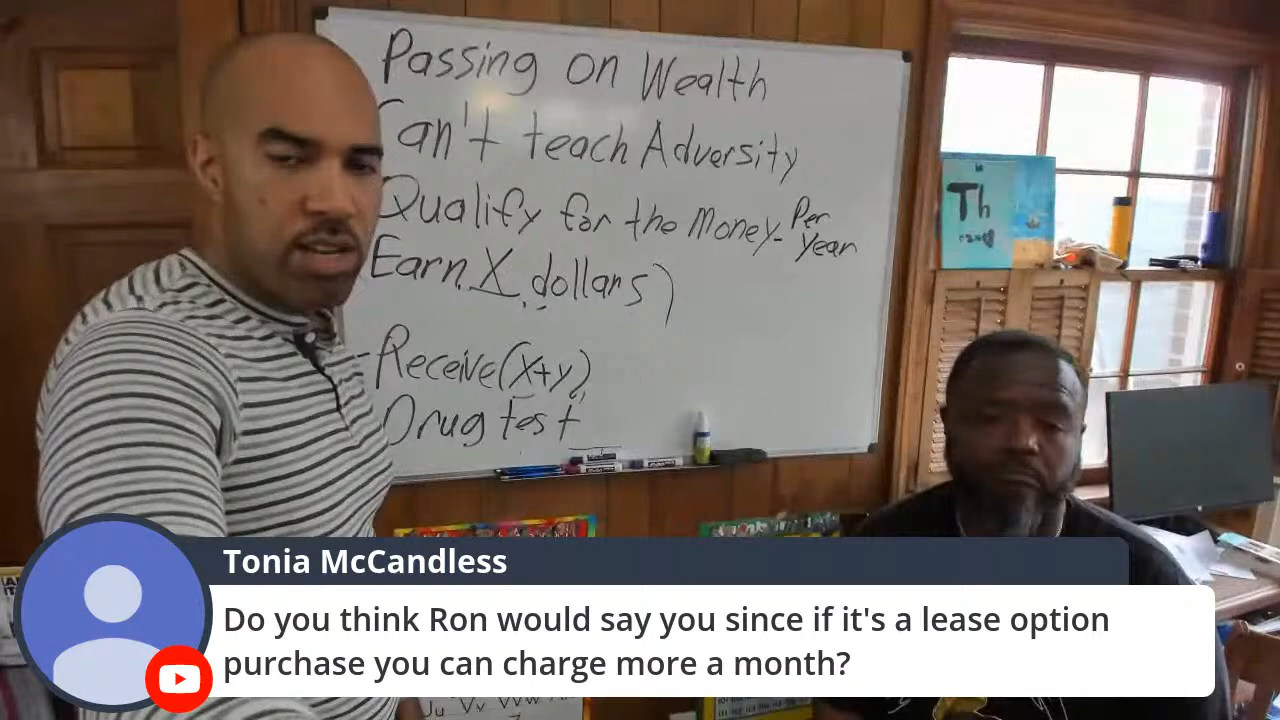 Passing on Wealth
Can't teach Adversity
Qualify for the Money- Per Year
Earn X dollars)
-Receive(x+y)
Drug test
Th
Tonia McCandless
Do you think Ron would say you since if it's a lease option
purchase you can charge more a month?
Vv Ww